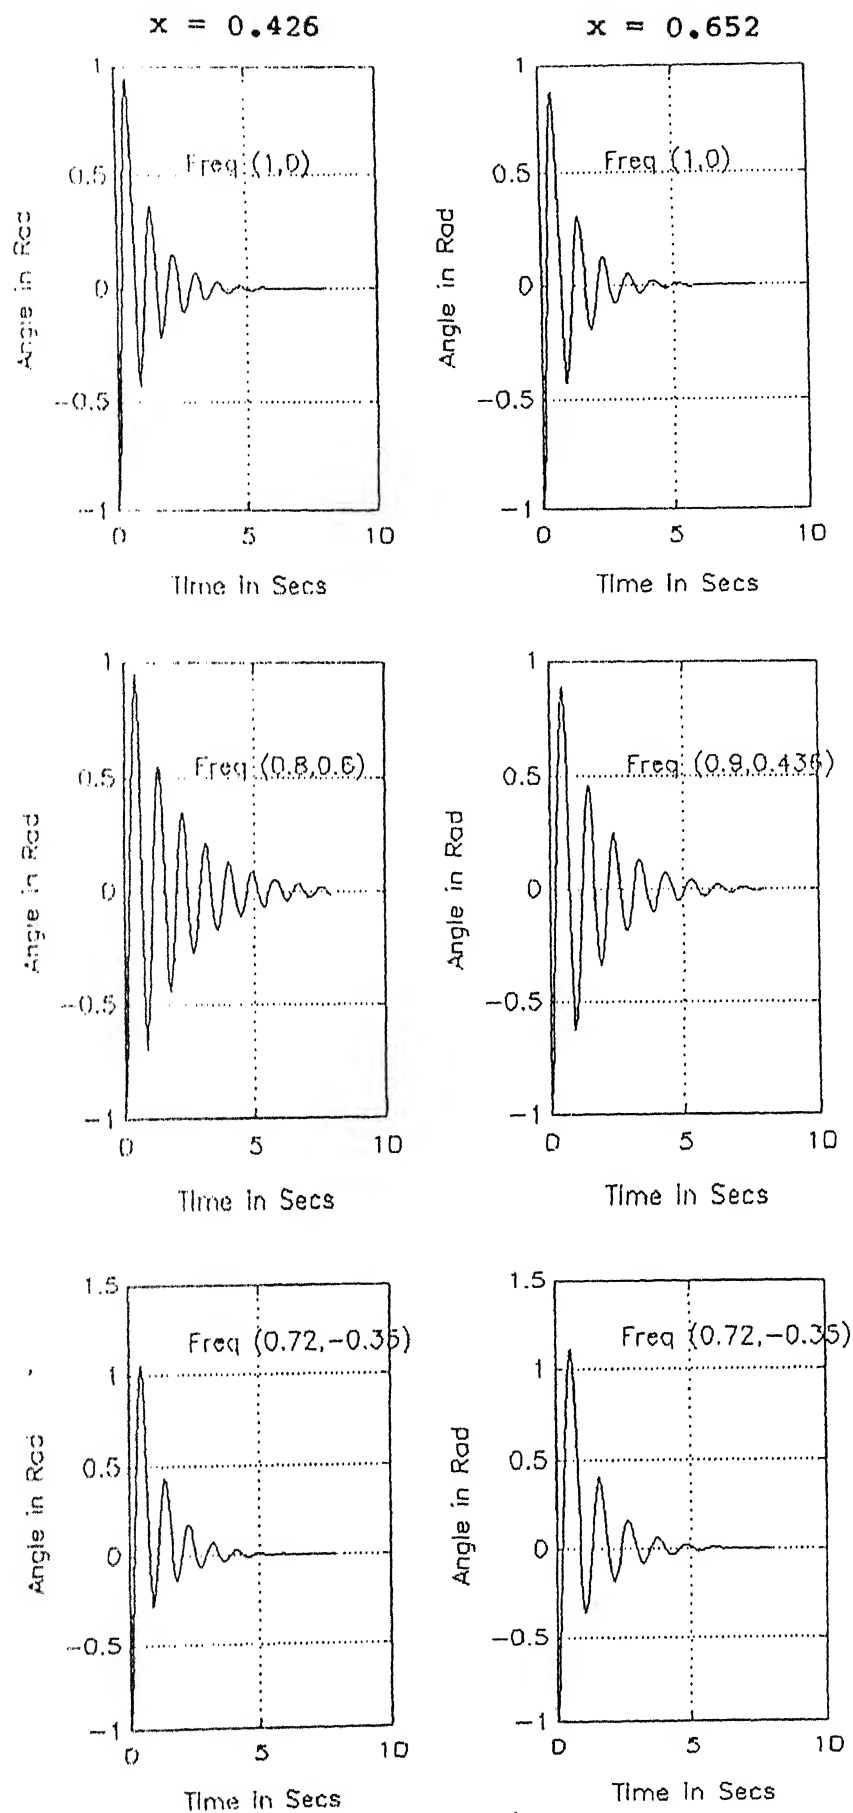 x = 0.426
x = 0.652
1
Freq (1,0)
0.5
0
-0.5
-1
0 5 10
Angle in Rad
Time in Secs
1
Freq (1,0)
0.5
0
-0.5
-1
0 5 10
Angle in Rad
Time in Secs
1
Freq (0.8,0.6)
0.5
0
-0.5
-1
0 5 10
Angle in Rad
Time in Secs
1
Freq (0.9,0.436)
0.5
0
-0.5
-1
0 5 10
Angle in Rad
Time in Secs
1.5
Freq (0.72,-0.35)
1
0.5
0
-0.5
-1
0 5 10
Angle in Rad
Time in Secs
1.5
Freq (0.72,-0.35)
1
0.5
0
-0.5
-1
0 5 10
Angle in Rad
Time in Secs